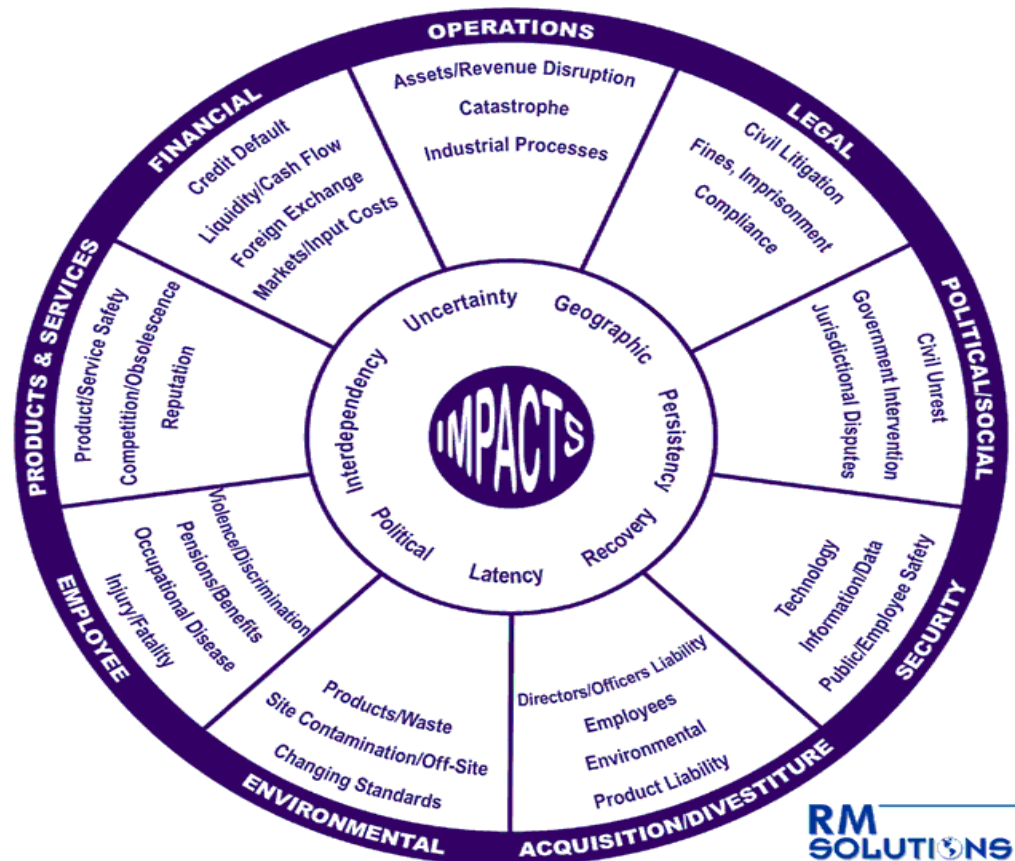 OPERATIONS
Assets/Revenue Disruption
Catastrophe
Industrial Processes
LEGAL
Civil Litigation
Fines, Imprisonment
Compliance
POLITICAL/SOCIAL
Civil Unrest
Government Intervention
Jurisdictional Disputes
SECURITY
Technology
Information/Data
Public/Employee Safety
ACQUISITION/DIVESTITURE
Directors/Officers Liability
Employees
Environmental
Product Liability
ENVIRONMENTAL
Products/Waste
Site Contamination/Off-Site
Changing Standards
EMPLOYEE
Violence/Discrimination
Pensions/Benefits
Occupational Disease
Injury/Fatality
PRODUCTS & SERVICES
Product/Service Safety
Competition/Obsolescence
Reputation
FINANCIAL
Credit Default
Liquidity/Cash Flow
Foreign Exchange
Markets/Input Costs
Uncertainty
Geographic
Persistency
Recovery
Latency
Political
Interdependency
IMPACTS
RM
SOLUTIONS